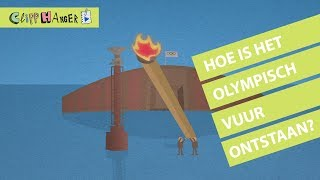 CLIPPHANGER
HOE IS HET
OLYMPISCH
VUUR
ONTSTAAN?